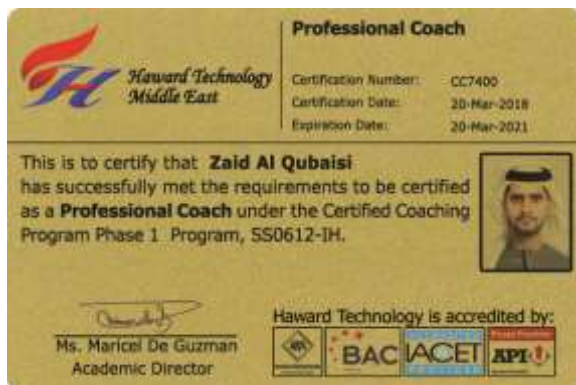 Haward Technology
Middle East
Professional Coach
Certification Number: CC7400
Certification Date: 20-Mar-2018
Expiration Date: 20-Mar-2021
This is to certify that Zaid Al Qubaisi
has successfully met the requirements to be certified
as a Professional Coach under the Certified Coaching
Program Phase 1 Program, SS0612-IH.
Ms. Maricel De Guzman
Academic Director
Haward Technology is accredited by:
BAC
IACET
API